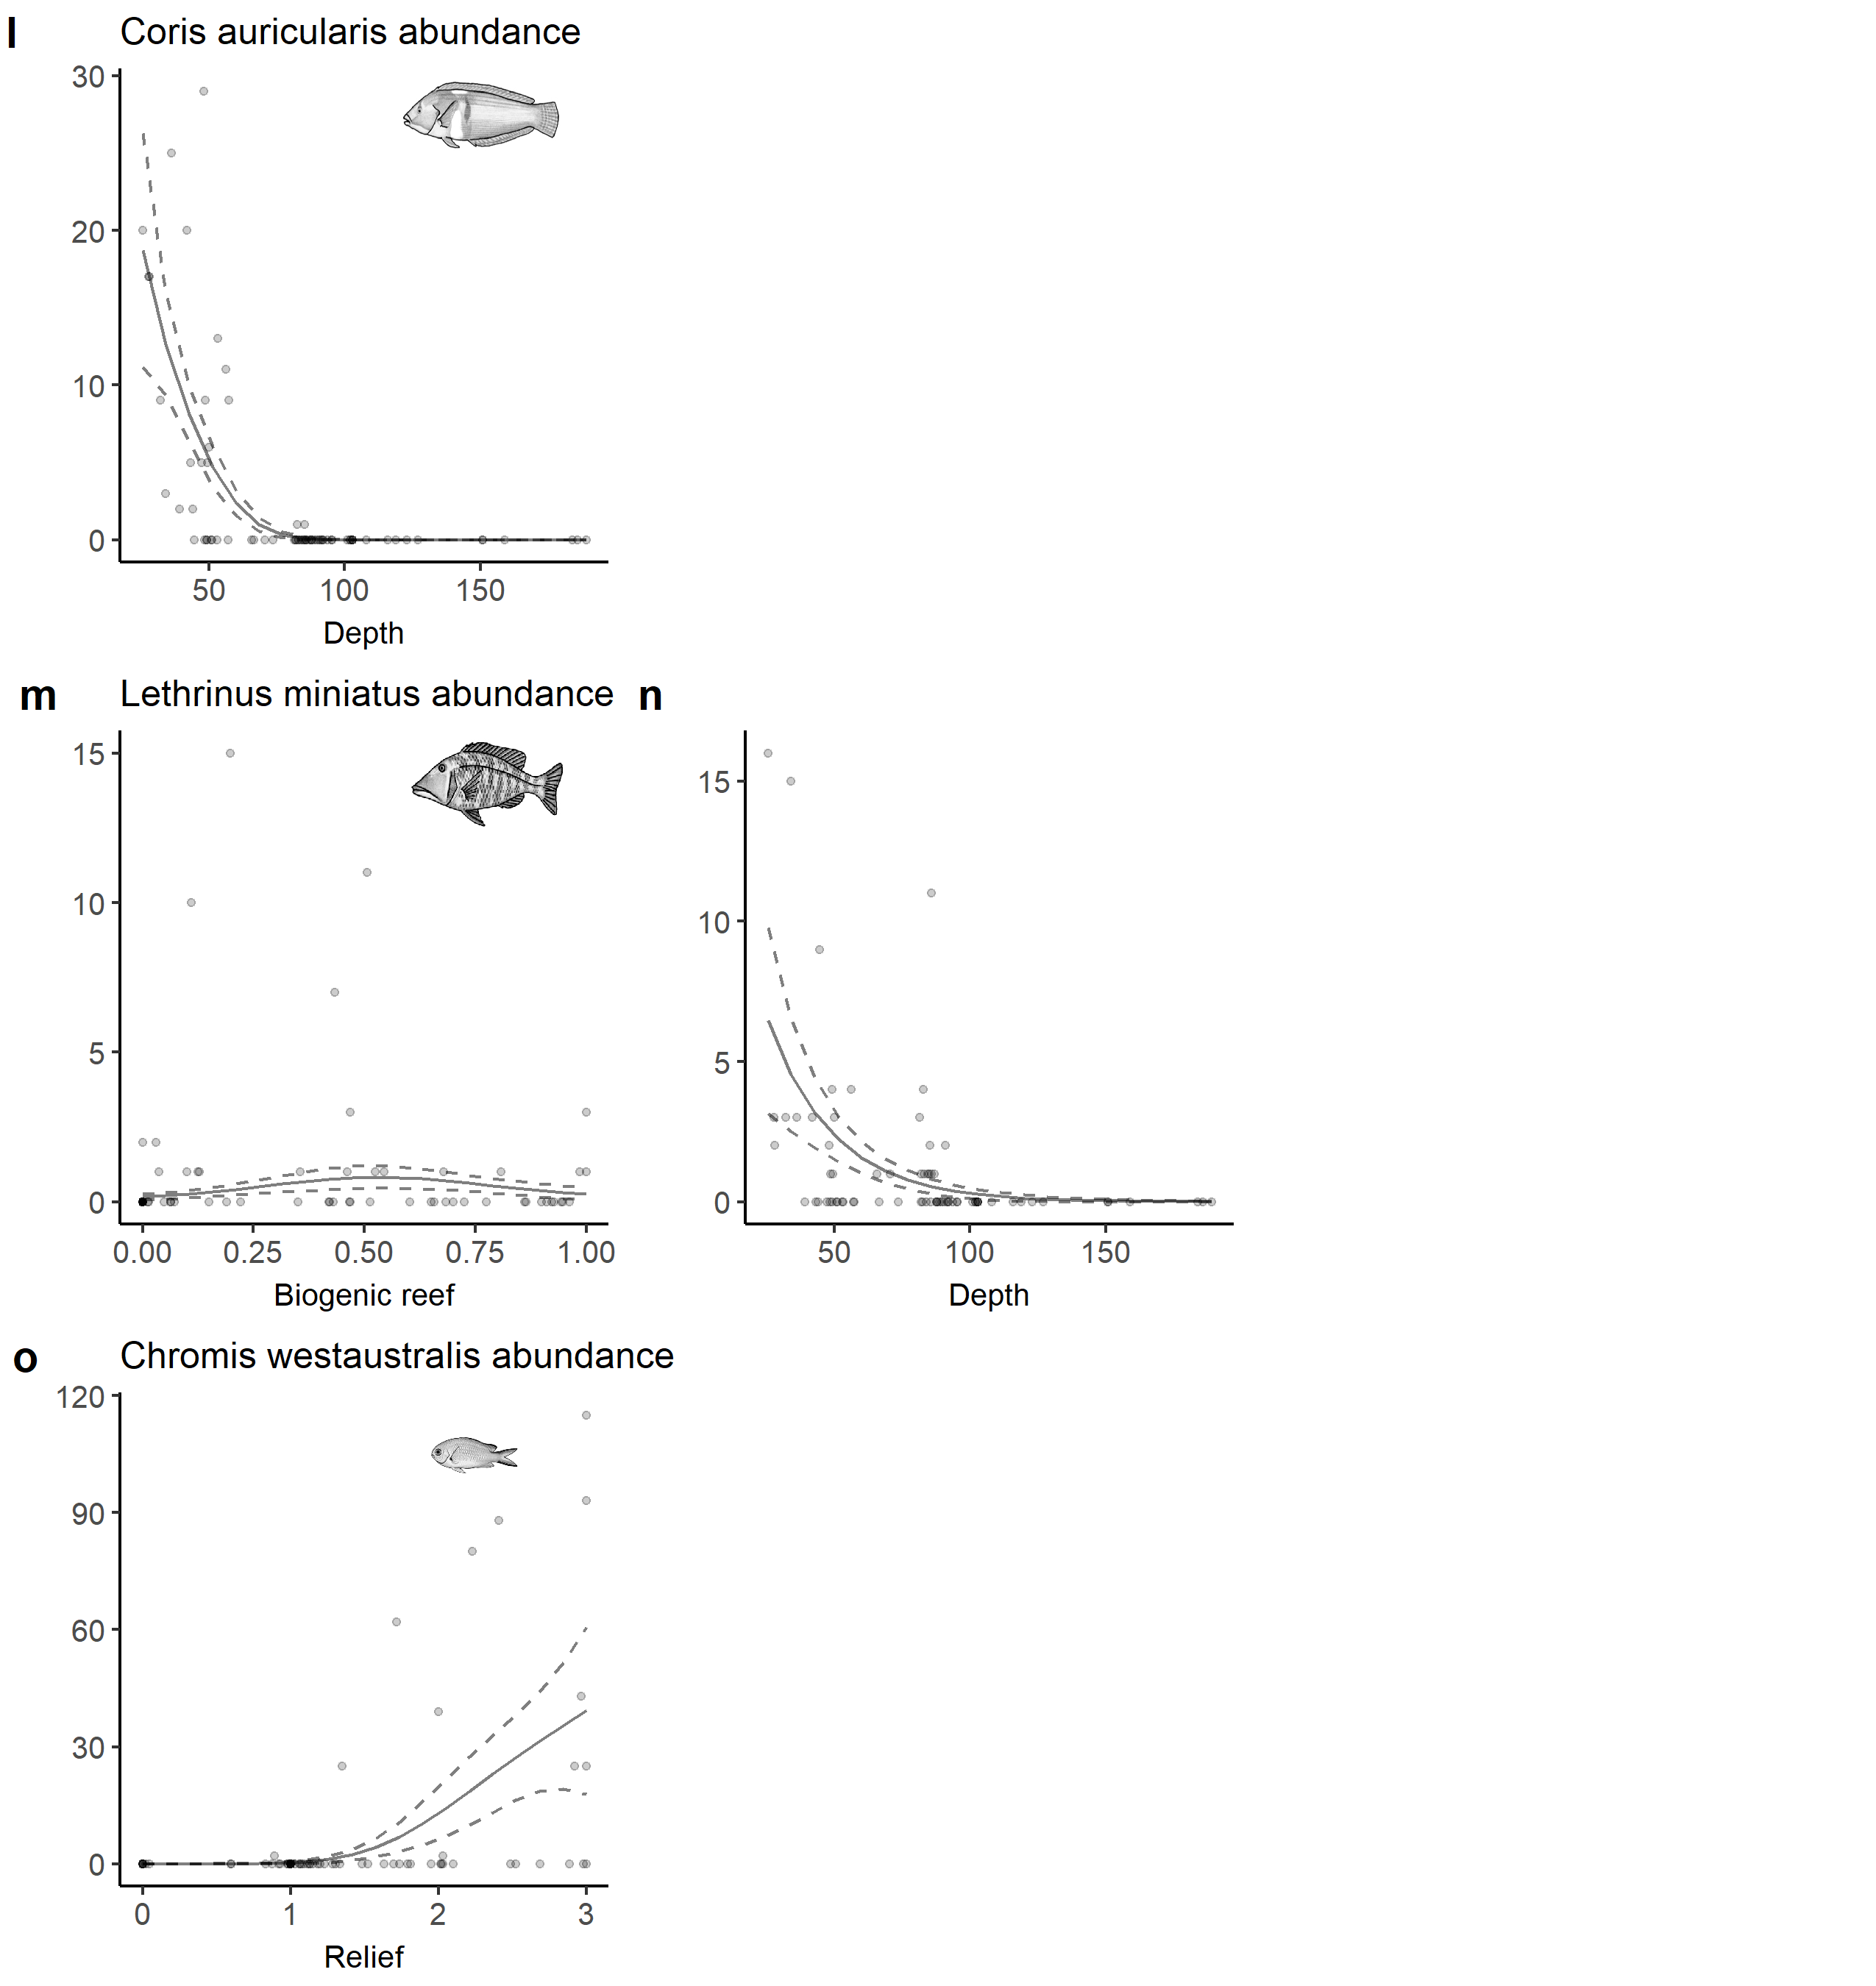 l Coris auricularis abundance
30
20
10
0
50 100 150
Depth
m Lethrinus miniatus abundance n
15
10
5
0
0.00 0.25 0.50 0.75 1.00
Biogenic reef
15
10
5
0
50 100 150
Depth
o Chromis westaustralis abundance
120
90
60
30
0
0 1 2 3
Relief